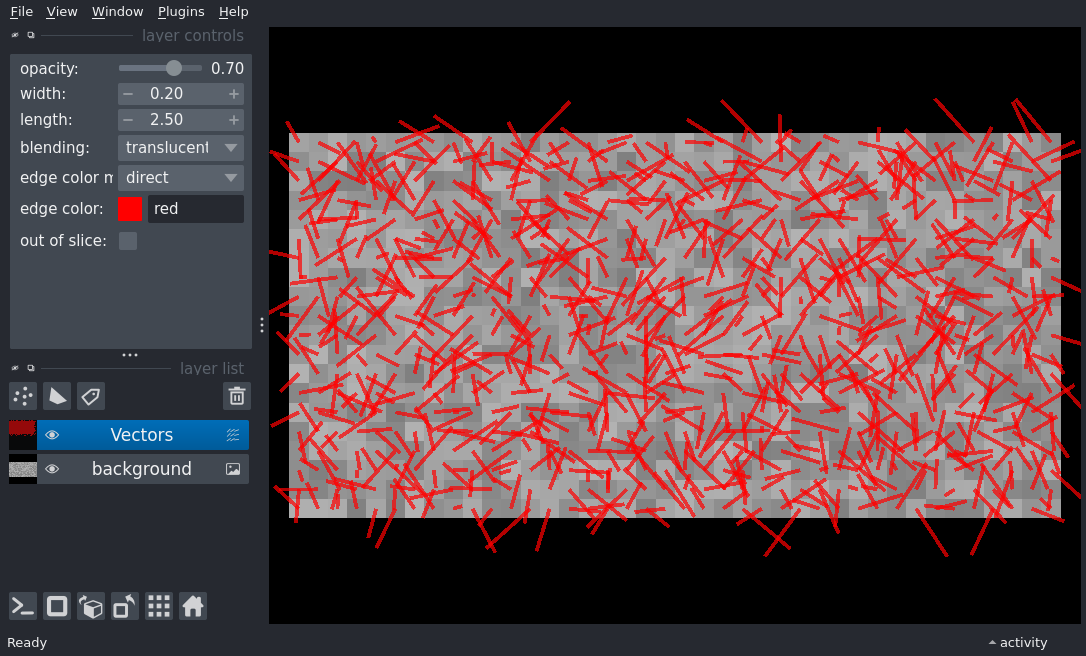 File View Window Plugins Help
layer controls
opacity: 0.70
width: 0.20
length: 2.50
blending: translucent
edge color m direct
edge color: red
out of slice:
layer list
Vectors
background
Ready activity